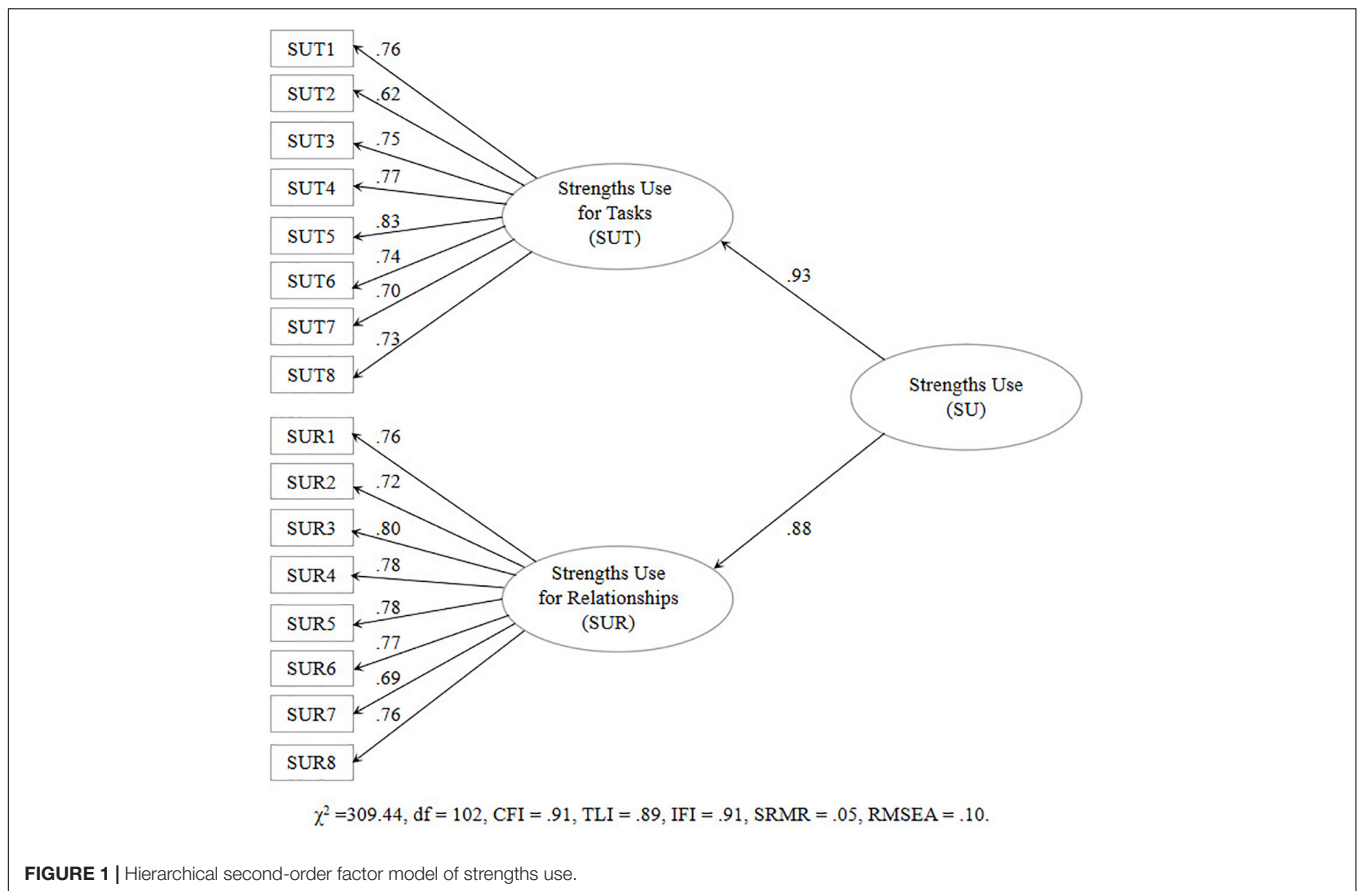 SUT1
.76
SUT2
.62
SUT3
.75
SUT4
.77
SUT5
.83
SUT6
.74
SUT7
.70
SUT8
.73
Strengths Use
for Tasks
(SUT)
.93
Strengths Use
(SU)
.88
SUR1
.76
SUR2
.72
SUR3
.80
SUR4
.78
SUR5
.78
SUR6
.77
SUR7
.69
SUR8
.76
Strengths Use
for Relationships
(SUR)
χ² =309.44, df = 102, CFI = .91, TLI = .89, IFI = .91, SRMR = .05, RMSEA = .10.
FIGURE 1 | Hierarchical second-order factor model of strengths use.